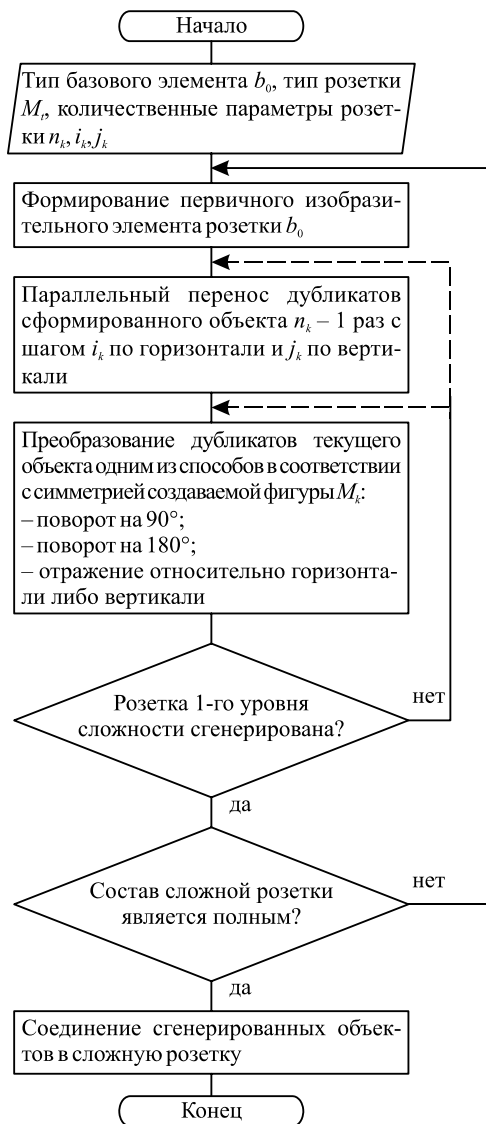 Начало
Тип базового элемента b₀, тип розетки
Mₜ, количественные параметры розет-
ки nₖ, iₖ, jₖ
Формирование первичного изобрази-
тельного элемента розетки b₀
Параллельный перенос дубликатов
сформированного объекта nₖ – 1 раз с
шагом iₖ по горизонтали и jₖ по верти-
кали
Преобразование дубликатов текущего
объекта одним из способов в соответствии
с симметрией создаваемой фигуры Mₖ:
– поворот на 90°;
– поворот на 180°;
– отражение относительно горизонта-
ли либо вертикали
Розетка 1-го уровня
сложности сгенерирована?
нет
да
Состав сложной розетки
является полным?
нет
да
Соединение сгенерированных объек-
тов в сложную розетку
Конец